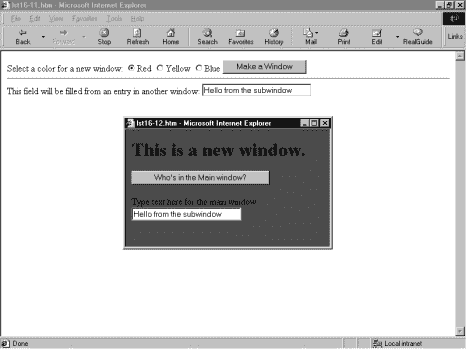 lst16-11.htm - Microsoft Internet Explorer
File Edit View Favorites Tools Help
Back Forward Stop Refresh Home Search Favorites History Mail Print Edit RealGuide Links
Select a color for a new window: Red Yellow Blue Make a Window
This field will be filled from an entry in another window: Hello from the subwindow
lst16-12.htm - Microsoft Internet Explorer
This is a new window.
Who's in the Main window?
Type text here for the main window
Hello from the subwindow
Done Local intranet